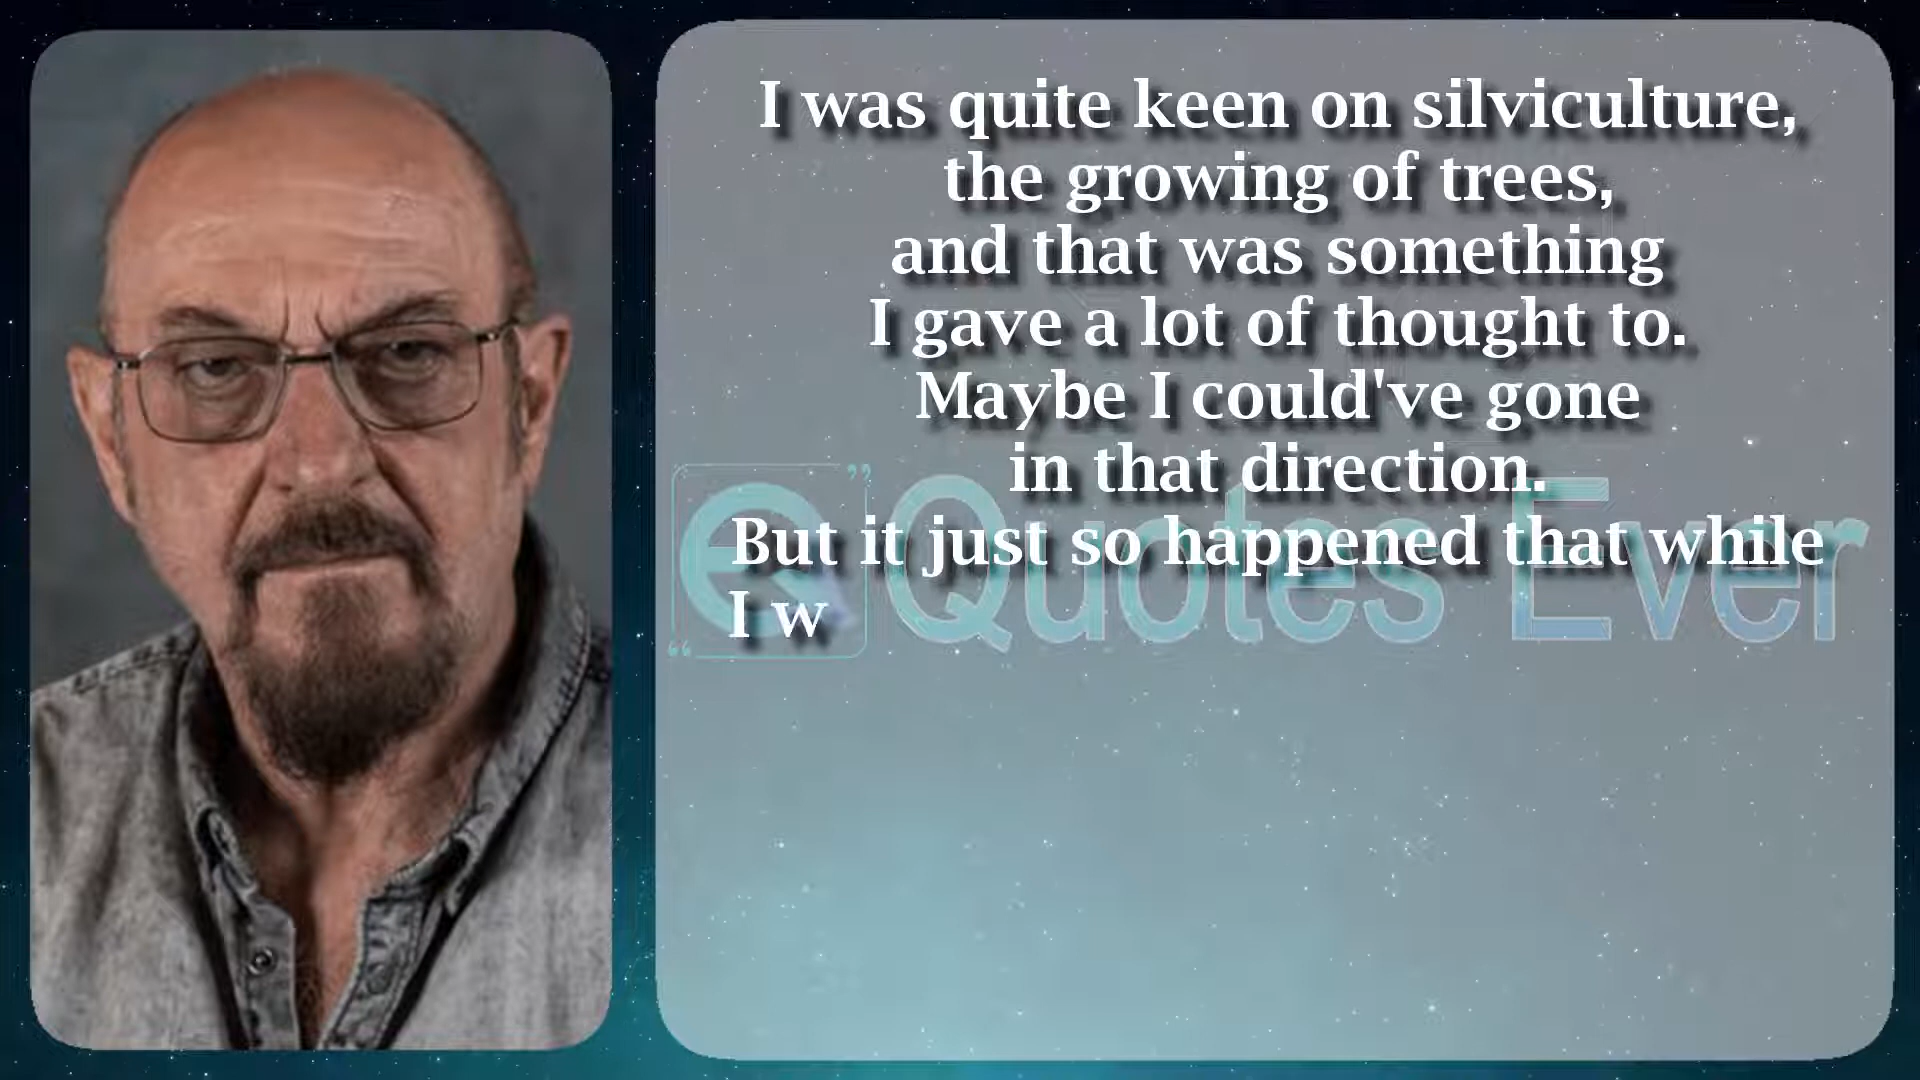 I was quite keen on silviculture,
the growing of trees,
and that was something
I gave a lot of thought to.
Maybe I could've gone
in that direction.
But it just so happened that while
I w
e Quotes Ever